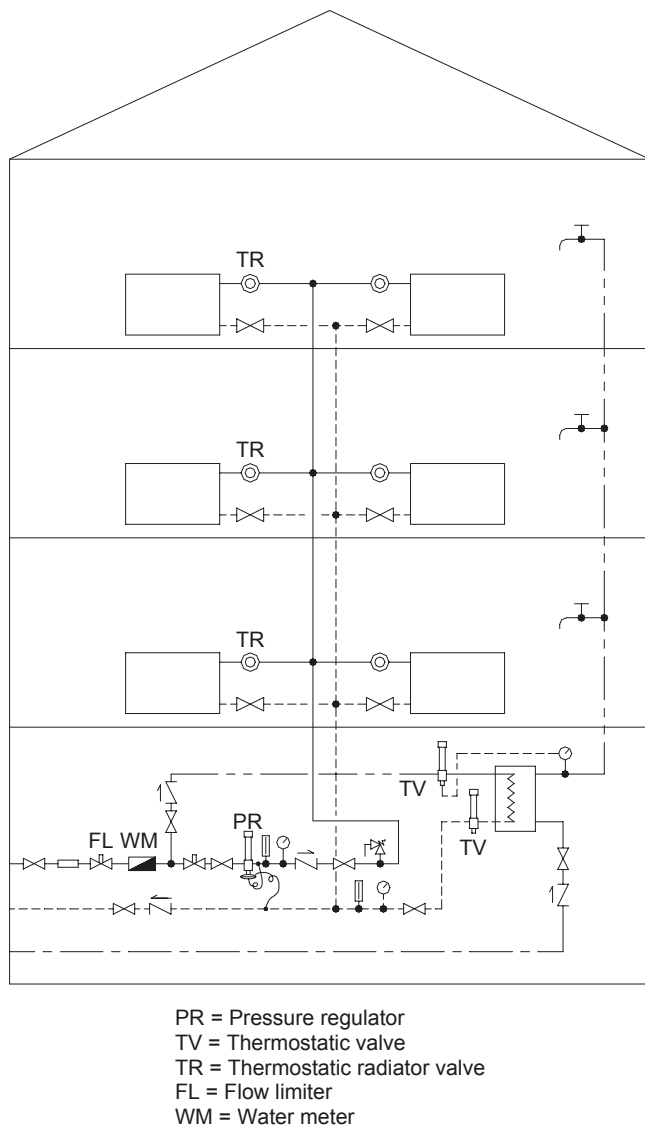 TR
TR
TR
TV
PR
FL WM
TV
PR = Pressure regulator
TV = Thermostatic valve
TR = Thermostatic radiator valve
FL = Flow limiter
WM = Water meter